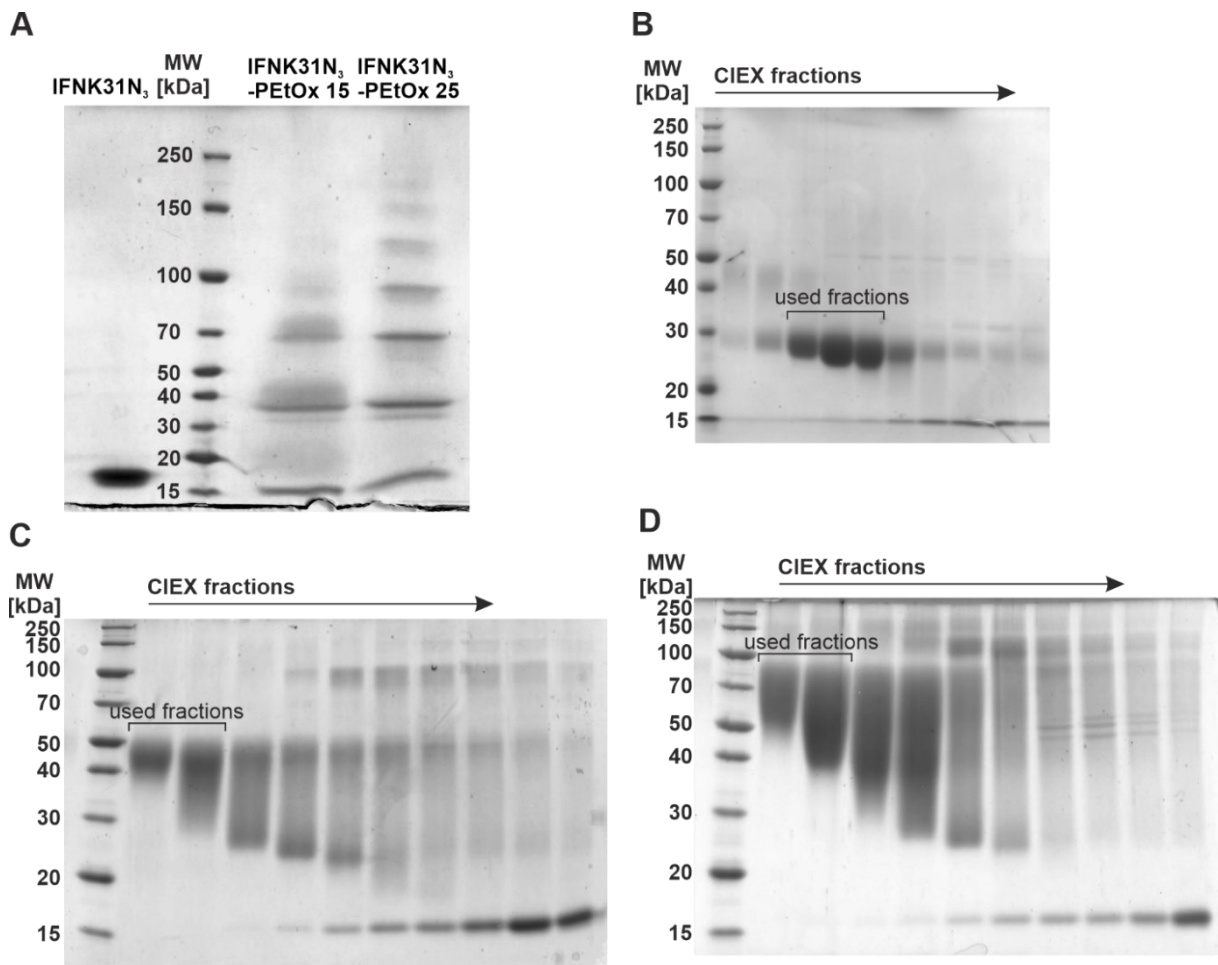 A
IFNK31N₃
MW
[kDa]
IFNK31N₃
-PEtOx 15
IFNK31N₃
-PEtOx 25
250
150
100
70
50
40
30
20
15
B
MW
[kDa]
CIEX fractions
250
150
100
70
50
40
30
20
15
used fractions
C
MW
[kDa]
CIEX fractions
250
150
100
70
50
40
30
20
15
used fractions
D
MW
[kDa]
CIEX fractions
250
150
100
70
50
40
30
20
15
used fractions